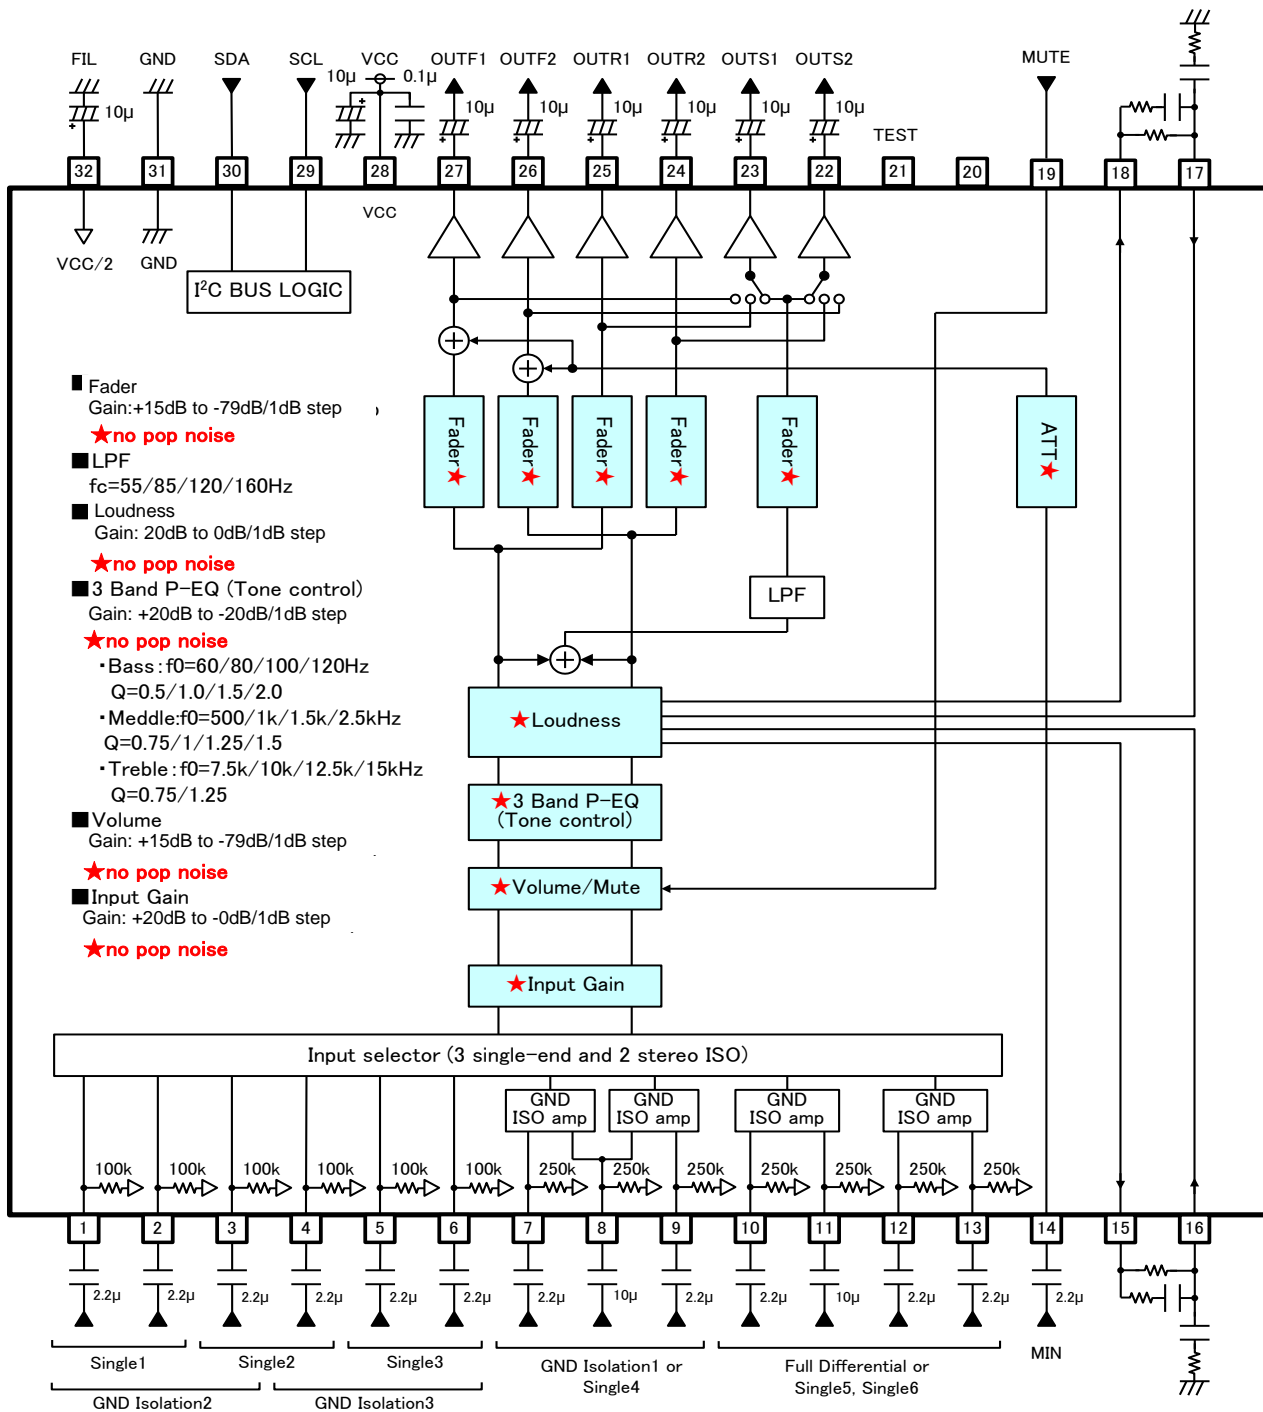 FIL GND SDA SCL VCC OUTF1 OUTF2 OUTR1 OUTR2 OUTS1 OUTS2 MUTE
10μ 10μ 0.1μ 10μ 10μ 10μ 10μ 10μ 10μ
TEST
32 31 30 29 28 27 26 25 24 23 22 21 20 19 18 17
VCC
VCC/2 GND
I²C BUS LOGIC
Fader★ Fader★ Fader★ Fader★ Fader ATT★
■ Fader
Gain:+15dB to -79dB/1dB step
★no pop noise
■LPF
fc=55/85/120/160Hz
■ Loudness
Gain: 20dB to 0dB/1dB step
★no pop noise
■3 Band P-EQ (Tone control)
Gain: +20dB to -20dB/1dB step
★no pop noise
・Bass:f0=60/80/100/120Hz
Q=0.5/1.0/1.5/2.0
・Meddle:f0=500/1k/1.5k/2.5kHz
Q=0.75/1/1.25/1.5
・Treble:f0=7.5k/10k/12.5k/15kHz
Q=0.75/1.25
■Volume
Gain: +15dB to -79dB/1dB step
★no pop noise
■Input Gain
Gain: +20dB to -0dB/1dB step
★no pop noise
LPF
★Loudness
★3 Band P-EQ
(Tone control)
★Volume/Mute
★Input Gain
Input selector (3 single-end and 2 stereo ISO)
GND GND GND GND
ISO amp ISO amp ISO amp ISO amp
100k 100k 100k 100k 100k 100k 250k 250k 250k 250k 250k 250k 250k
1 2 3 4 5 6 7 8 9 10 11 12 13 14 15 16
2.2μ 2.2μ 2.2μ 2.2μ 2.2μ 2.2μ 2.2μ 10μ 2.2μ 2.2μ 10μ 2.2μ 2.2μ 2.2μ
Single1 Single2 Single3
GND Isolation1 or
Single4
Full Differential or
Single5, Single6
MIN
GND Isolation2 GND Isolation3